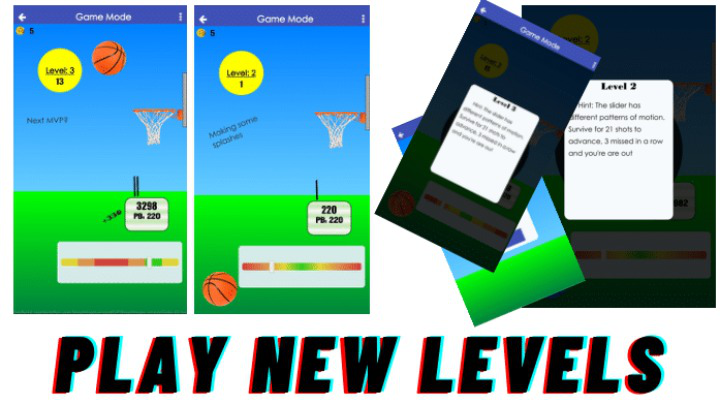 Game Mode
5
Level: 3
13
Next MVP?
3298
+330
PB: 220
Game Mode
5
Level: 2
1
Making some
splashes
220
PB: 220
Game Mode
Level 3
Hint: The slider has
different patterns of motion.
Survive for 21 shots to
advance, 3 missed in a row
and you're are out
Level: 2
Level 2
Hint: The slider has
different patterns of motion.
Survive for 21 shots to
advance, 3 missed in a row
and you're are out
PLAY NEW LEVELS